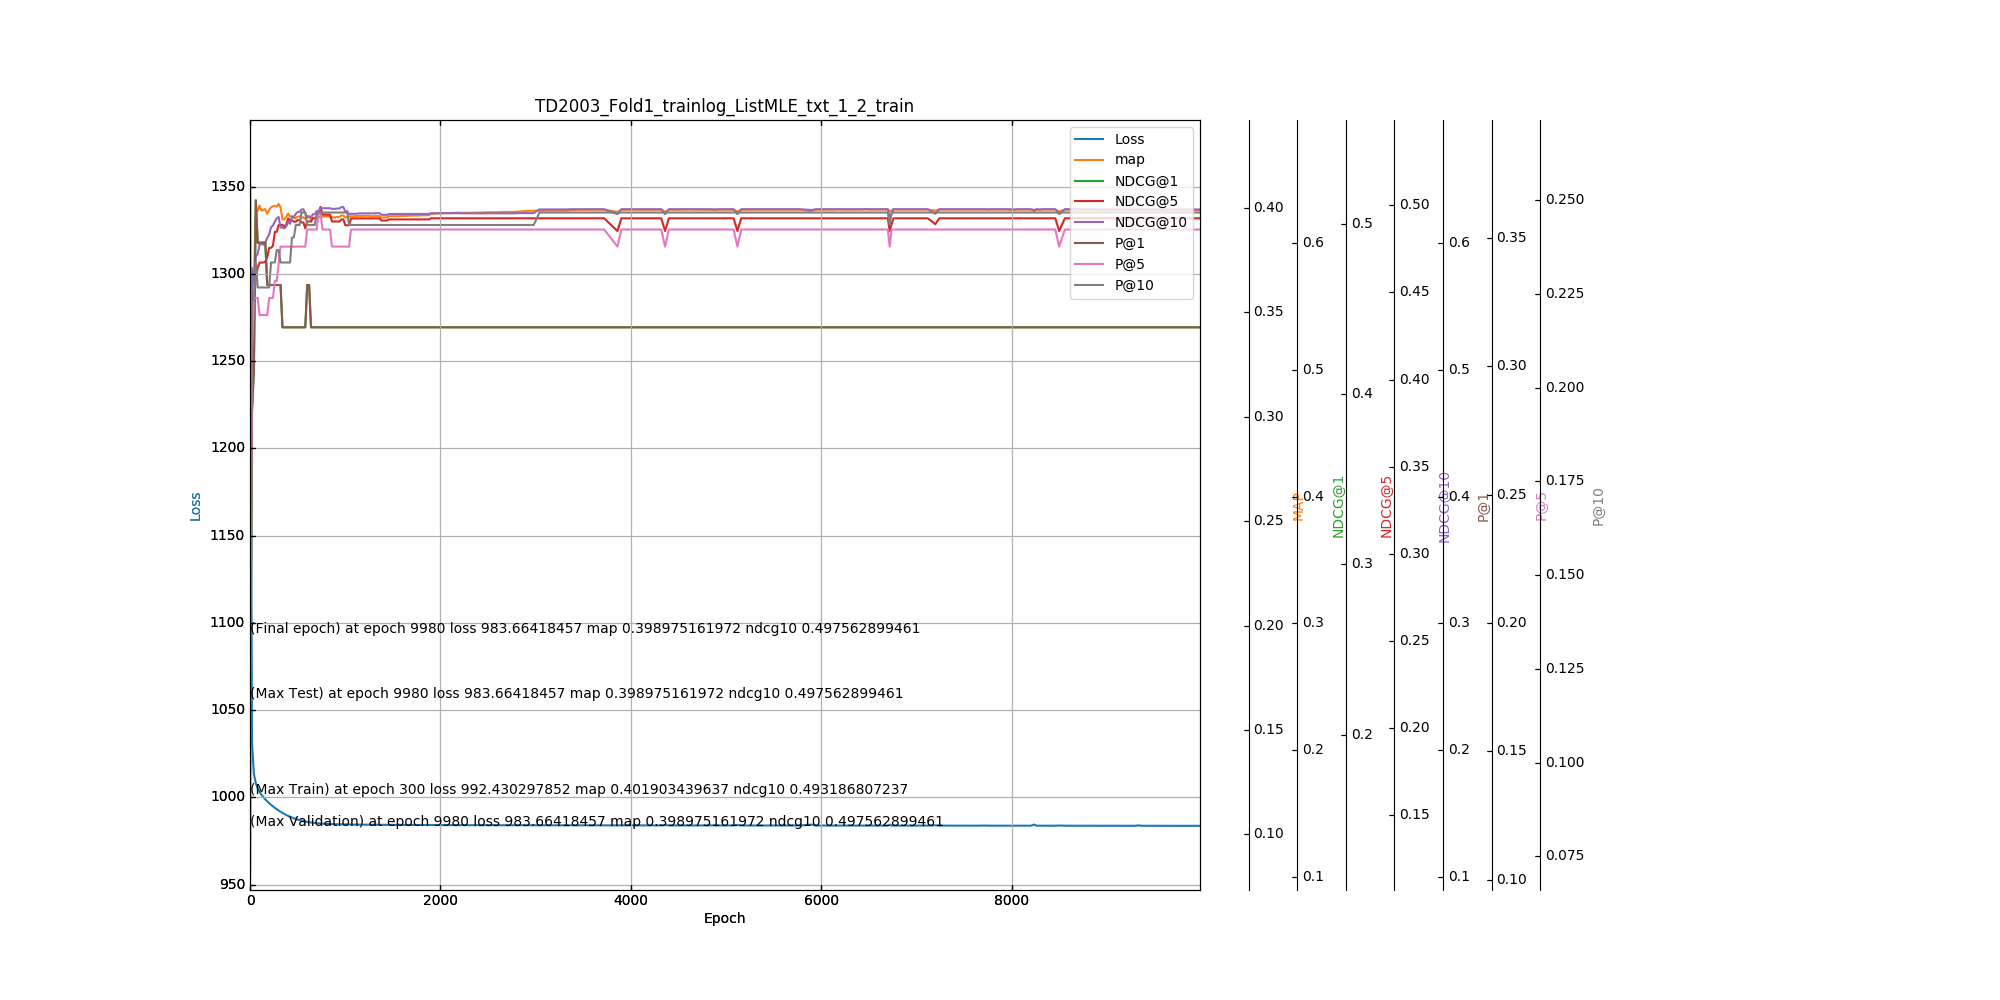 TD2003_Fold1_trainlog_ListMLE_txt_1_2_train
Loss
map
NDCG@1
NDCG@5
NDCG@10
P@1
P@5
P@10
1350
1300
1250
1200
1150
1100
1050
1000
950
Loss
(Final epoch) at epoch 9980 loss 983.66418457 map 0.398975161972 ndcg10 0.497562899461
(Max Test) at epoch 9980 loss 983.66418457 map 0.398975161972 ndcg10 0.497562899461
(Max Train) at epoch 300 loss 992.430297852 map 0.401903439637 ndcg10 0.493186807237
(Max Validation) at epoch 9980 loss 983.66418457 map 0.398975161972 ndcg10 0.497562899461
0 2000 4000 6000 8000
Epoch
0.40
0.35
0.30
0.25
0.20
0.15
0.10
MAP
0.6
0.5
0.4
0.3
0.2
0.1
NDCG@1
0.5
0.4
0.3
0.2
NDCG@5
0.50
0.45
0.40
0.35
0.30
0.25
0.20
0.15
NDCG@10
0.6
0.5
0.4
0.3
0.2
0.1
P@1
0.35
0.30
0.25
0.20
0.15
0.10
P@5
0.250
0.225
0.200
0.175
0.150
0.125
0.100
0.075
P@10